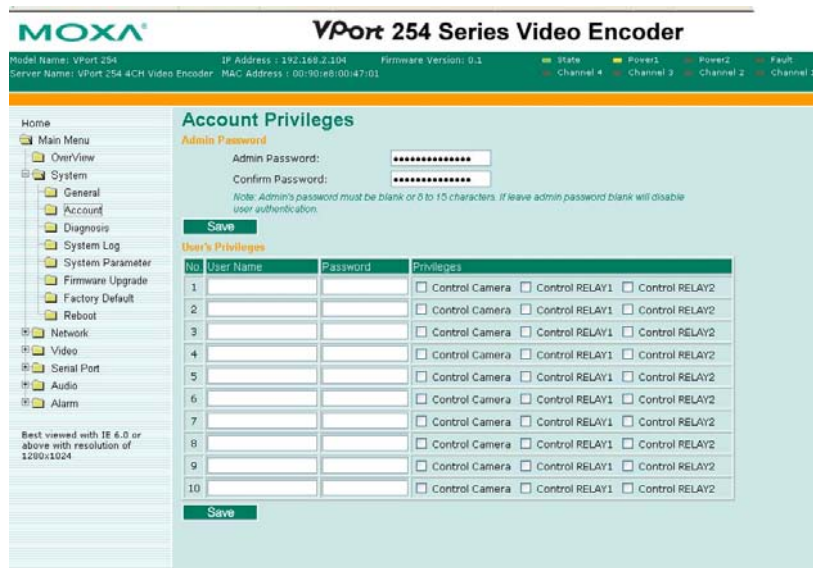 MOXA®
VPort 254 Series Video Encoder
Model Name: VPort 254
IP Address : 192.168.2.104
Firmware Version: 0.1
State
Power1
Power2
Fault
Server Name: VPort 254 4CH Video Encoder
MAC Address : 00:90:e8:00:47:01
Channel 4
Channel 3
Channel 2
Channel
Home
Main Menu
OverView
System
General
Account
Diagnosis
System Log
System Parameter
Firmware Upgrade
Factory Default
Reboot
Network
Video
Serial Port
Audio
Alarm
Best viewed with IE 6.0 or
above with resolution of
1280x1024
Account Privileges
Admin Password
Admin Password: ••••••••••••••
Confirm Password: ••••••••••••••
Note: Admin's password must be blank or 8 to 15 characters. If leave admin password blank will disable
user authentication.
Save
User's Privileges
No. User Name Password Privileges
1 Control Camera Control RELAY1 Control RELAY2
2 Control Camera Control RELAY1 Control RELAY2
3 Control Camera Control RELAY1 Control RELAY2
4 Control Camera Control RELAY1 Control RELAY2
5 Control Camera Control RELAY1 Control RELAY2
6 Control Camera Control RELAY1 Control RELAY2
7 Control Camera Control RELAY1 Control RELAY2
8 Control Camera Control RELAY1 Control RELAY2
9 Control Camera Control RELAY1 Control RELAY2
10 Control Camera Control RELAY1 Control RELAY2
Save